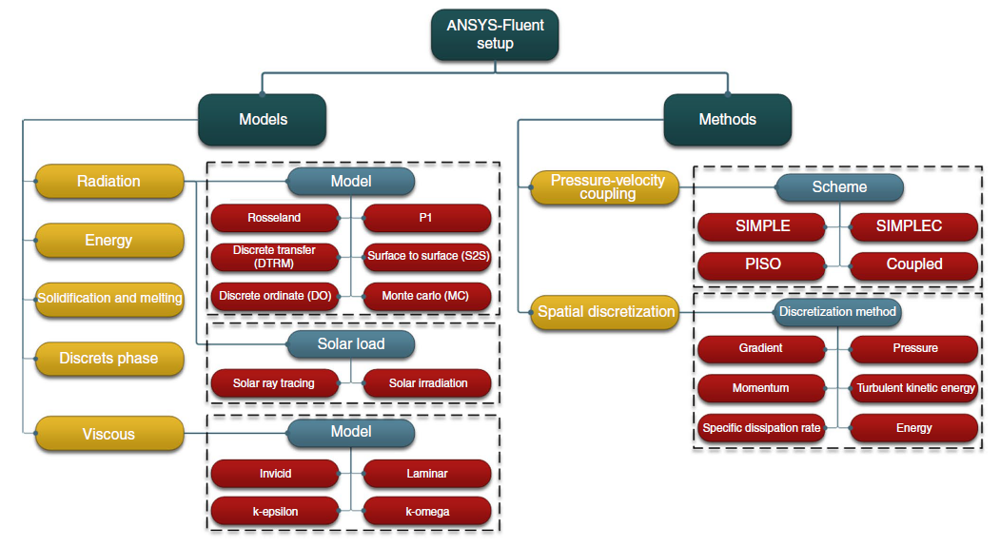 ANSYS-Fluent
setup
Models
Methods
Radiation
Energy
Solidification and melting
Discrets phase
Viscous
Model
Rosseland
P1
Discrete transfer
(DTRM)
Surface to surface (S2S)
Discrete ordinate (DO)
Monte carlo (MC)
Solar load
Solar ray tracing
Solar irradiation
Model
Invicid
Laminar
k-epsilon
k-omega
Pressure-velocity
coupling
Scheme
SIMPLE
SIMPLEC
PISO
Coupled
Spatial discretization
Discretization method
Gradient
Pressure
Momentum
Turbulent kinetic energy
Specific dissipation rate
Energy